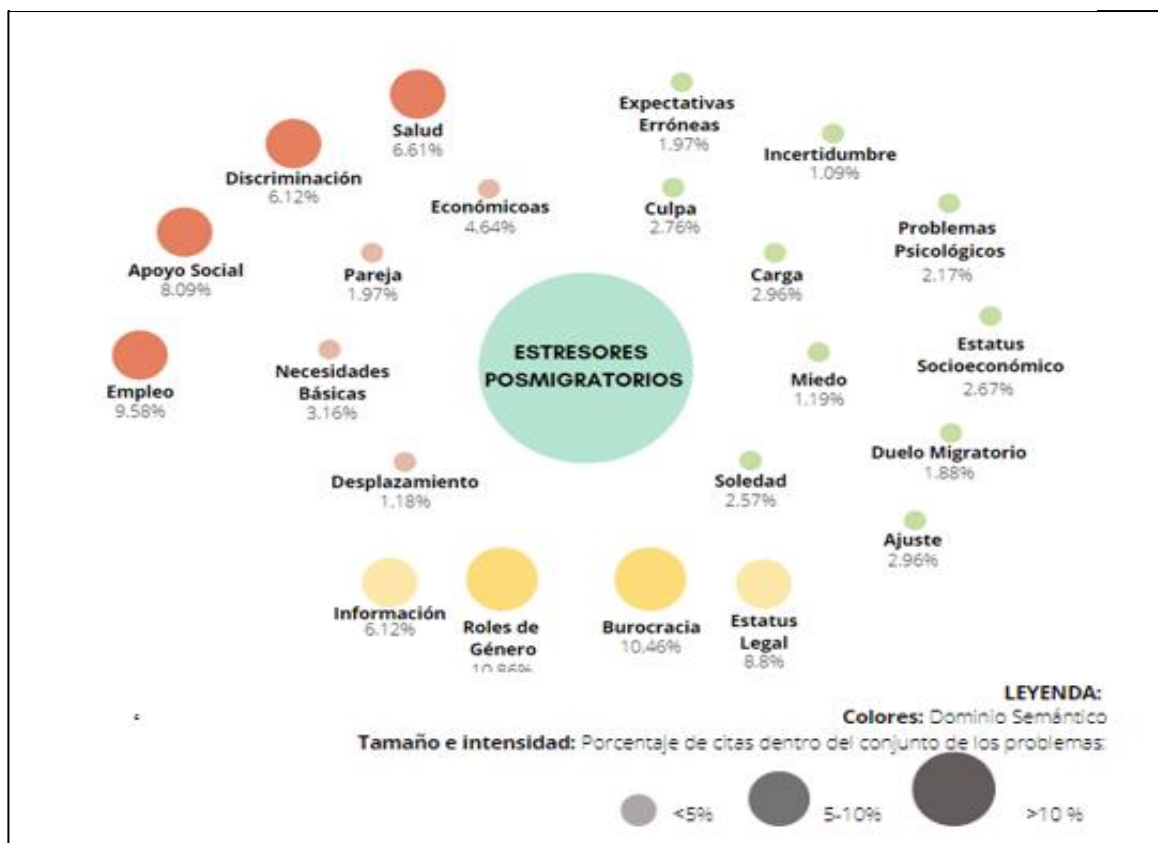 Salud
6.61%
Expectativas
Erróneas
1.97%
Incertidumbre
1.09%
Discriminación
6.12%
Económicoas
4.64%
Culpa
2.76%
Problemas
Psicológicos
2.17%
Apoyo Social
8.09%
Pareja
1.97%
Carga
2.96%
ESTRESORES
POSMIGRATORIOS
Estatus
Socioeconómico
2.67%
Empleo
9.58%
Necesidades
Básicas
3.16%
Miedo
1.19%
Duelo Migratorio
1.88%
Desplazamiento
1.18%
Soledad
2.57%
Ajuste
2.96%
Información
6.12%
Roles de
Género
10.86%
Burocracia
10.46%
Estatus
Legal
8.8%
LEYENDA:
Colores: Dominio Semántico
Tamaño e intensidad: Porcentaje de citas dentro del conjunto de los problemas:
<5%
5-10%
>10 %